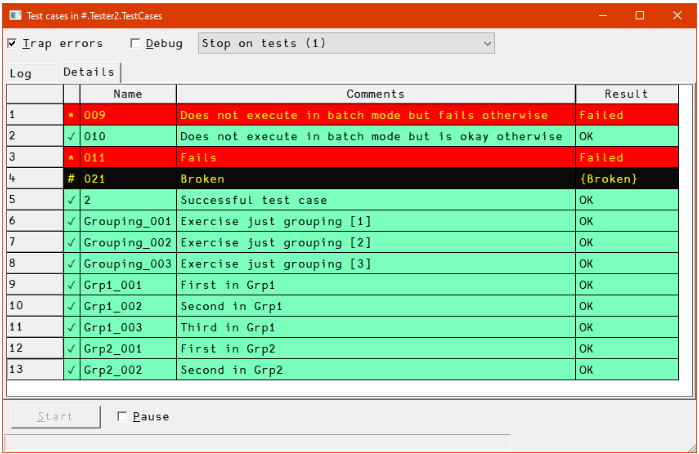 Test cases in #.Tester2.TestCases
Trap errors Debug Stop on tests (1)
Log Details
Name Comments Result
1 * 009 Does not execute in batch mode but fails otherwise Failed
2 ✓ 010 Does not execute in batch mode but is okay otherwise OK
3 * 011 Fails Failed
4 # 021 Broken {Broken}
5 ✓ 2 Successful test case OK
6 ✓ Grouping_001 Exercise just grouping [1] OK
7 ✓ Grouping_002 Exercise just grouping [2] OK
8 ✓ Grouping_003 Exercise just grouping [3] OK
9 ✓ Grp1_001 First in Grp1 OK
10 ✓ Grp1_002 Second in Grp1 OK
11 ✓ Grp1_003 Third in Grp1 OK
12 ✓ Grp2_001 First in Grp2 OK
13 ✓ Grp2_002 Second in Grp2 OK
Start Pause